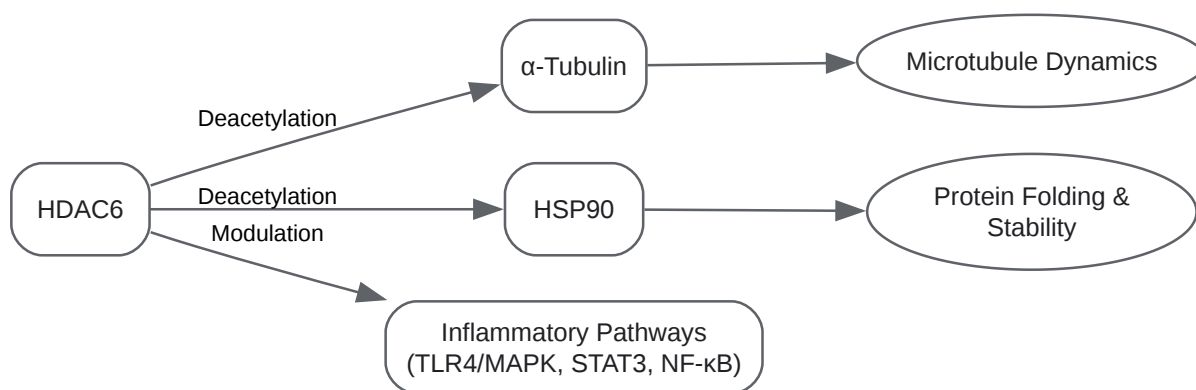 α-Tubulin
Microtubule Dynamics
Deacetylation
HDAC6
Deacetylation
HSP90
Protein Folding &
Stability
Modulation
Inflammatory Pathways
(TLR4/MAPK, STAT3, NF-κB)